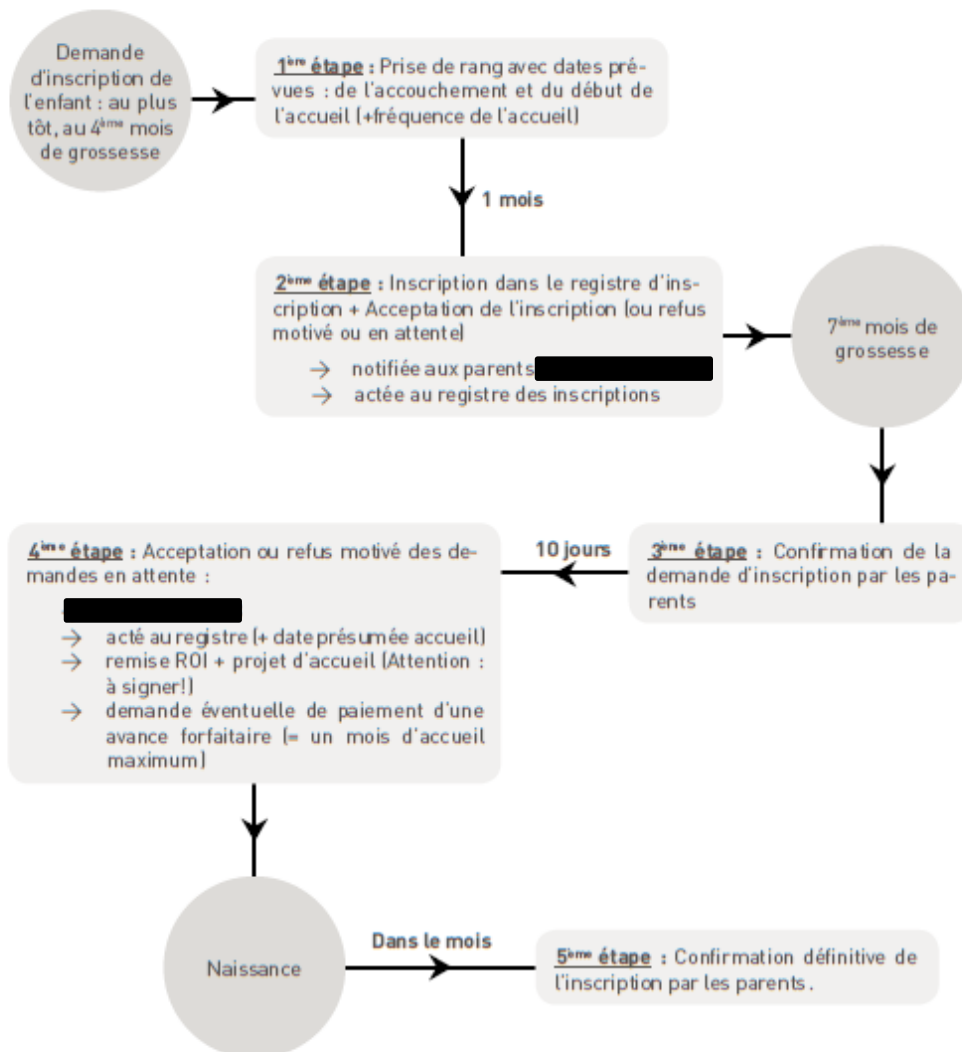 Demande
d'inscription de
l'enfant : au plus
tôt, au 4ème mois
de grossesse
1ère étape : Prise de rang avec dates pré-
vues : de l'accouchement et du début de
l'accueil (+fréquence de l'accueil)
1 mois
2ème étape : Inscription dans le registre d'ins-
cription + Acceptation de l'inscription (ou refus
motivé ou en attente)
→ notifiée aux parents
→ actée au registre des inscriptions
7ème mois de
grossesse
3ème étape : Confirmation de la
demande d'inscription par les pa-
rents
10 jours
4ème étape : Acceptation ou refus motivé des de-
mandes en attente :
→ acté au registre (+ date présumée accueil)
→ remise ROI + projet d'accueil (Attention :
à signer!)
→ demande éventuelle de paiement d'une
avance forfaitaire (= un mois d'accueil
maximum)
Naissance
Dans le mois
5ème étape : Confirmation définitive de
l'inscription par les parents.